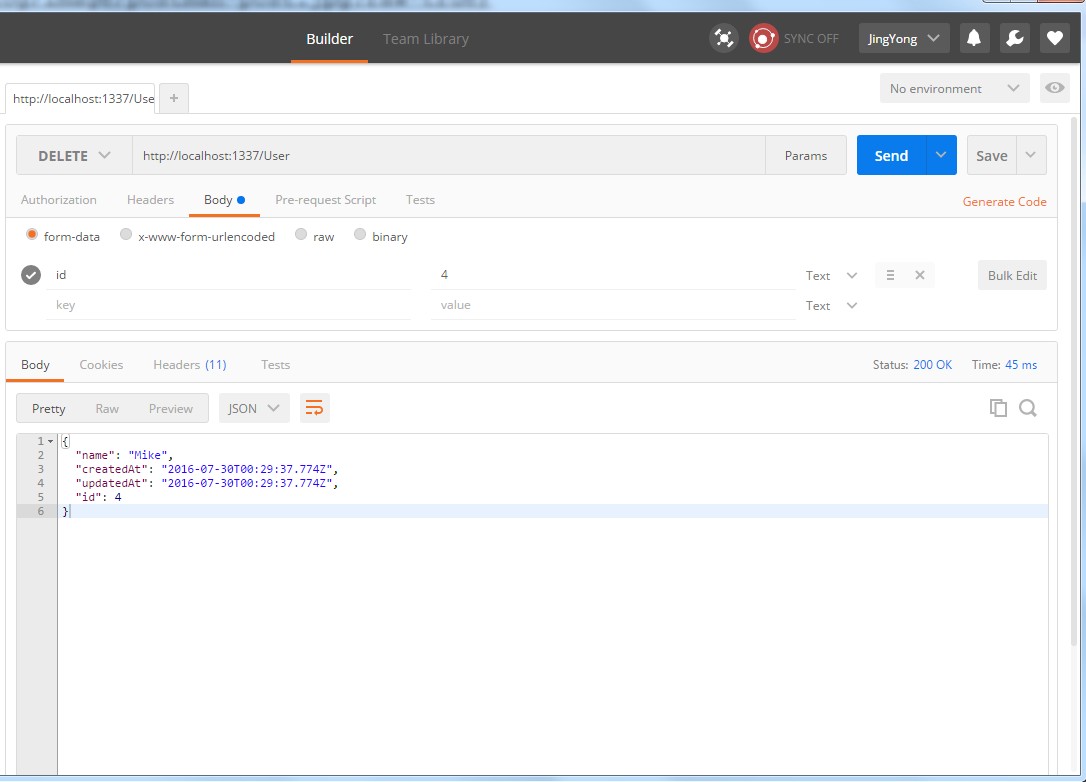 Builder Team Library SYNC OFF JingYong
http://localhost:1337/Use + No environment
DELETE http://localhost:1337/User Params Send Save
Authorization Headers Body Pre-request Script Tests Generate Code
form-data x-www-form-urlencoded raw binary
id 4 Text Bulk Edit
key value Text
Body Cookies Headers (11) Tests Status: 200 OK Time: 45 ms
Pretty Raw Preview JSON
1 {
2 "name": "Mike",
3 "createdAt": "2016-07-30T00:29:37.774Z",
4 "updatedAt": "2016-07-30T00:29:37.774Z",
5 "id": 4
6 }